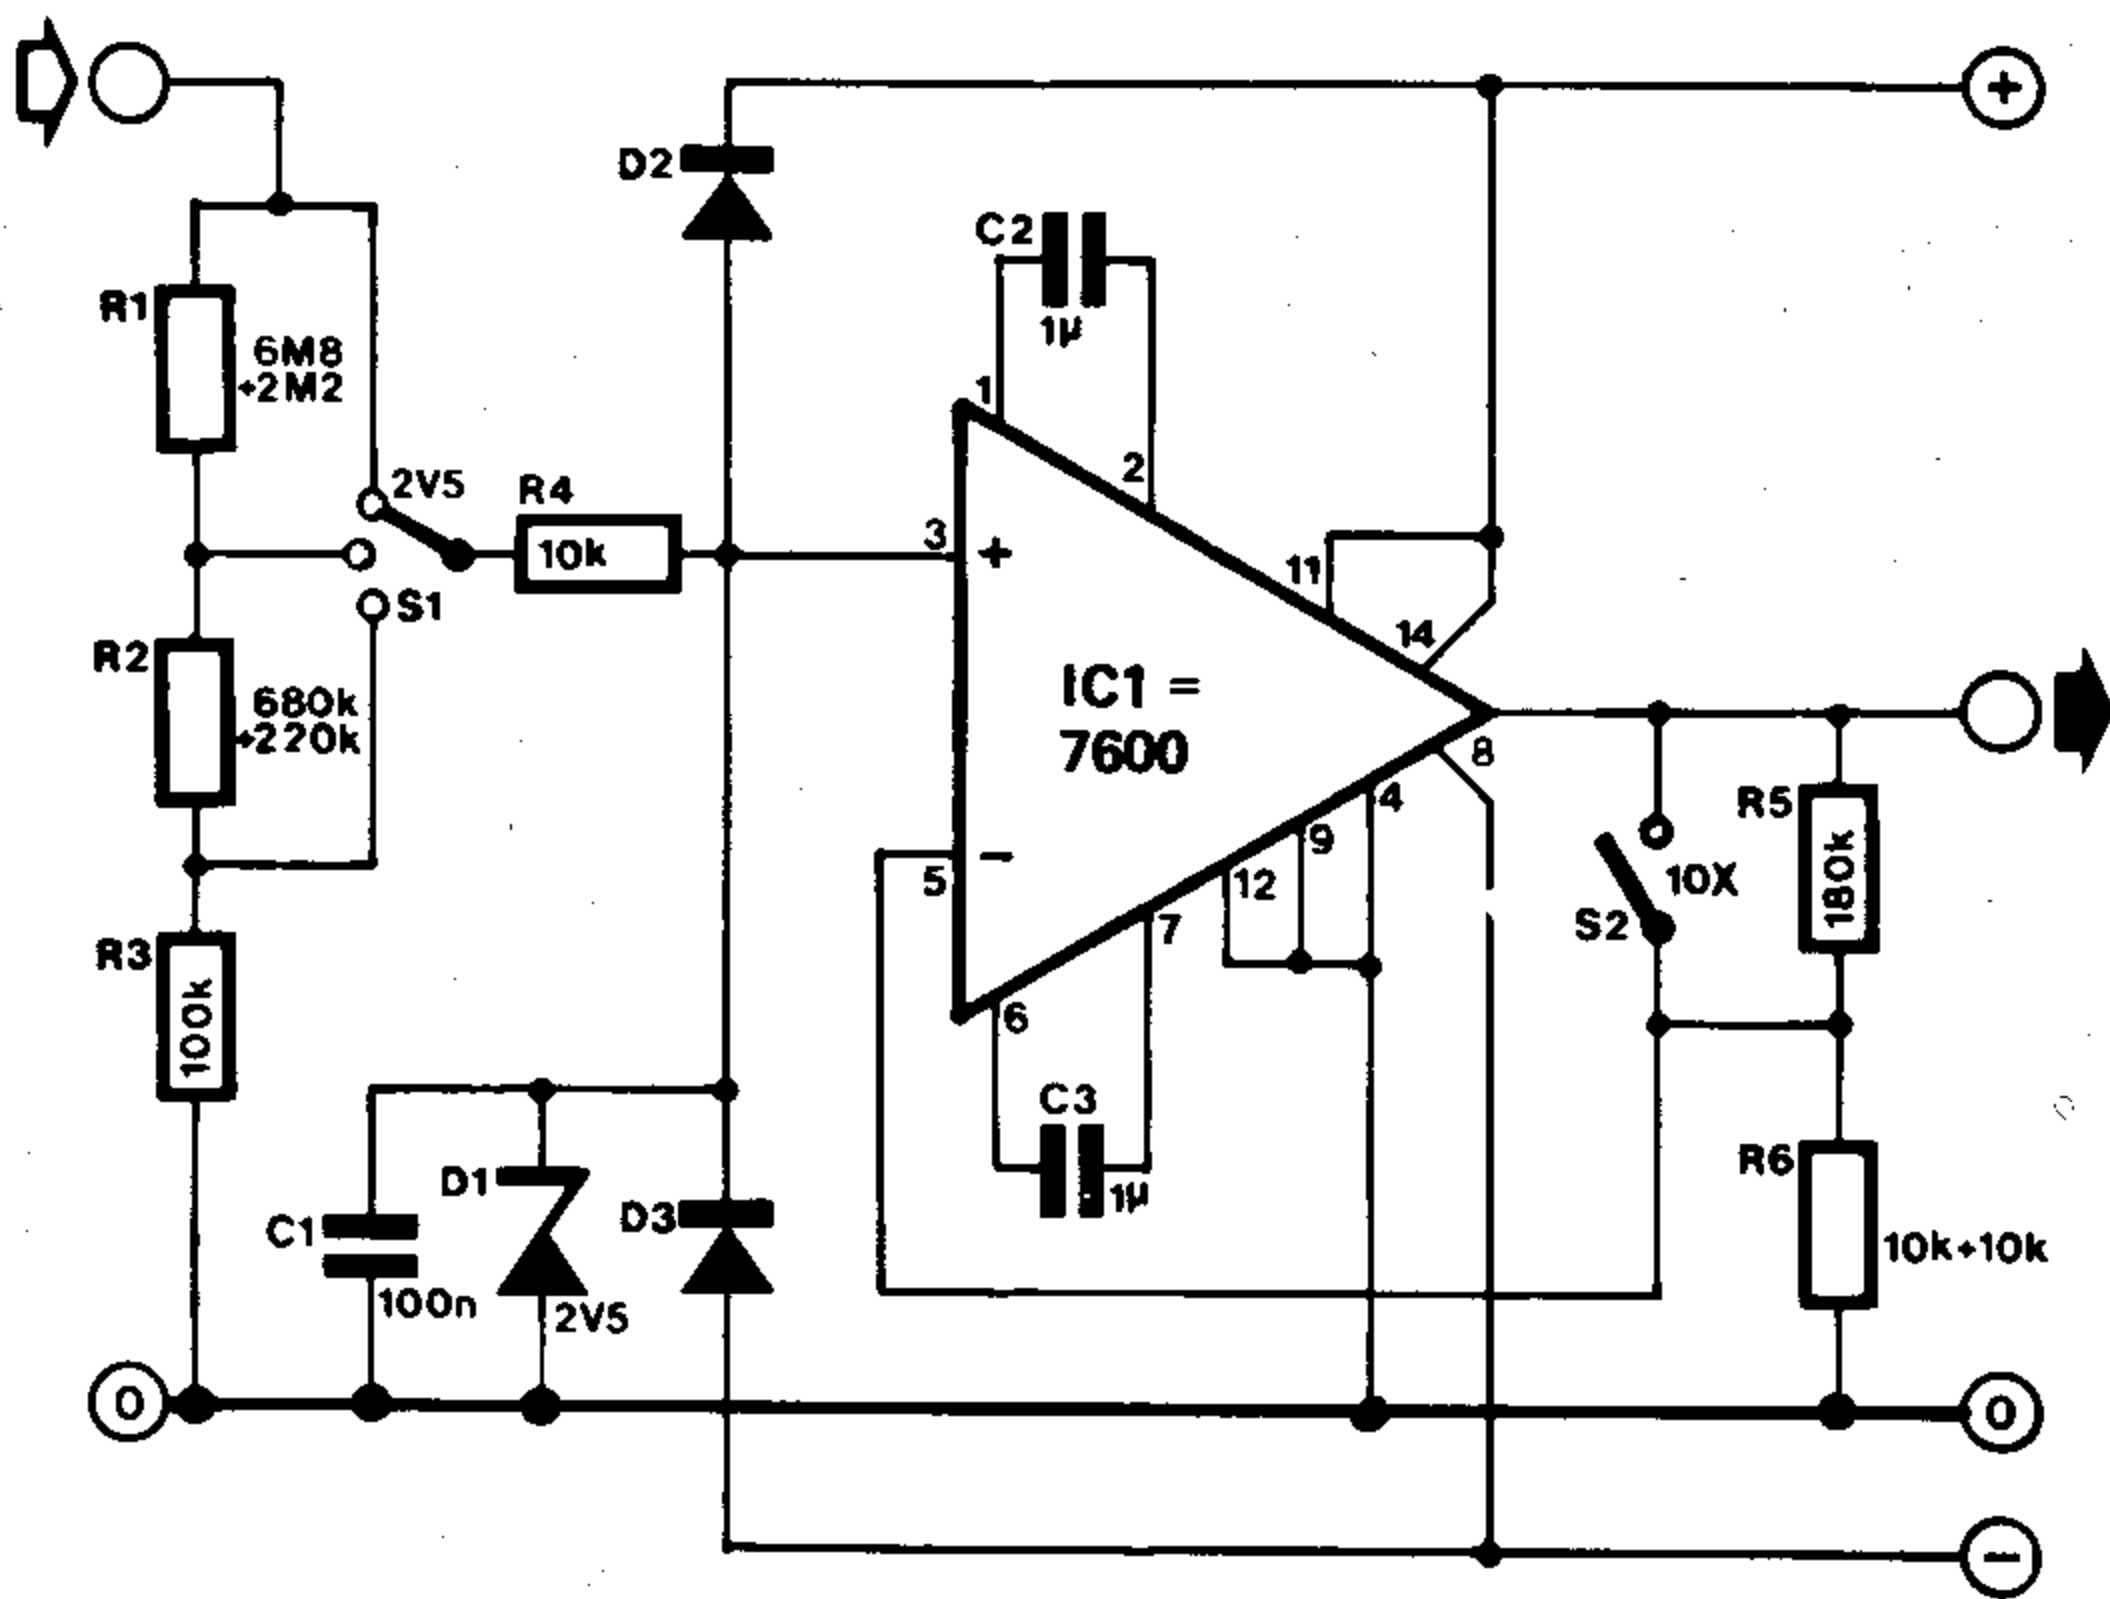 +
D2
C2
1µ
R1
6M8
+2M2
1
2
2V5
R4
10k
3
+
11
14
S1
R2
680k
+220k
IC1 =
7600
8
4
9
12
7
R5
180k
10X
S2
5
−
R3
100k
6
C3
1µ
D1
D3
C1
100n
2V5
R6
10k+10k
0
0
−